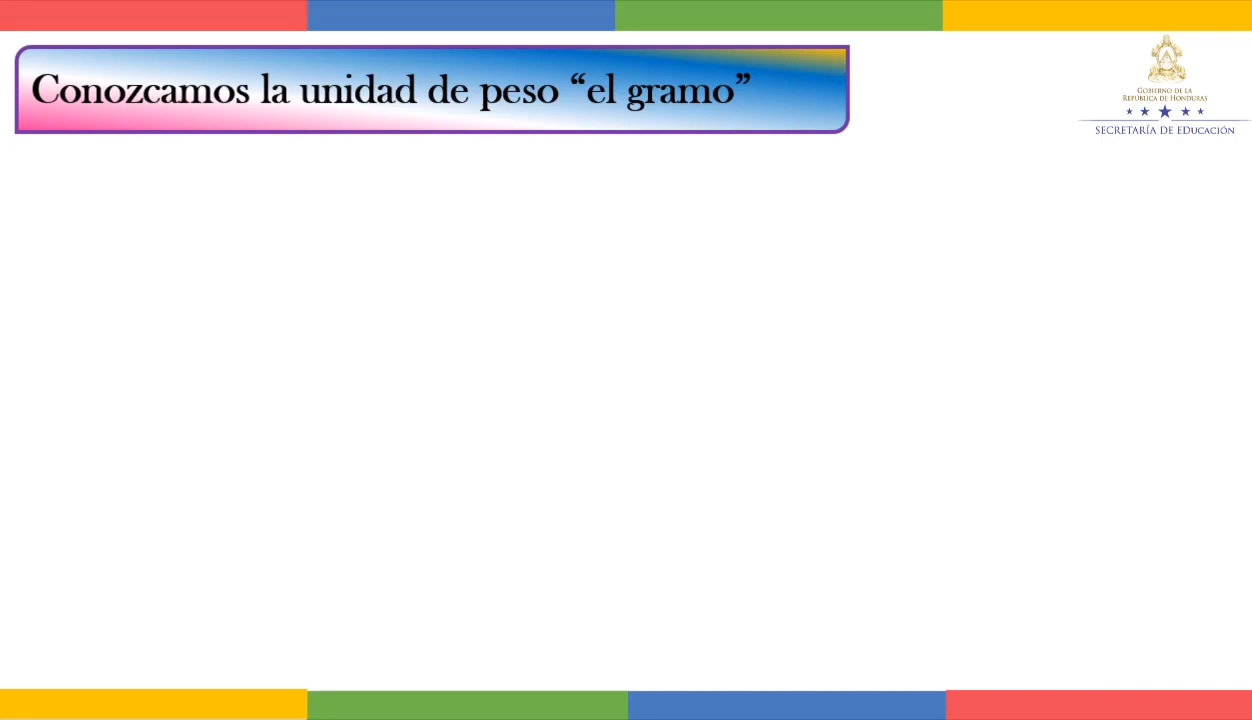 Conozcamos la unidad de peso “el gramo”
GOBIERNO DE LA
REPÚBLICA DE HONDURAS
SECRETARÍA DE EDUCACIÓN